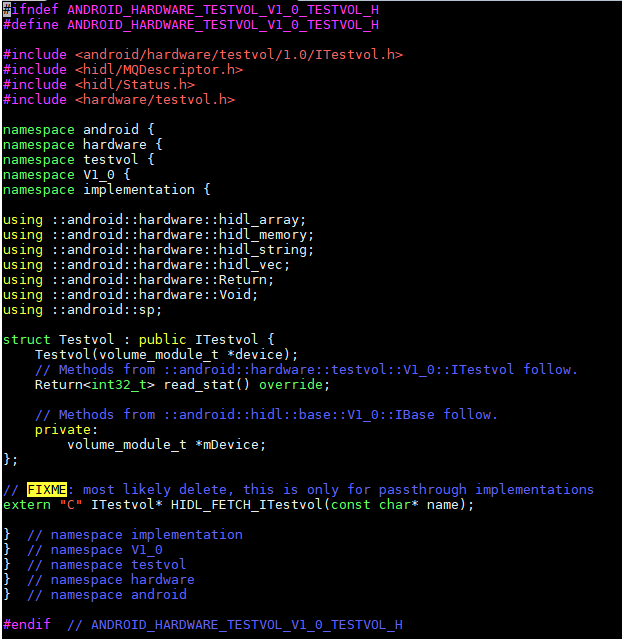 #ifndef ANDROID_HARDWARE_TESTVOL_V1_0_TESTVOL_H
#define ANDROID_HARDWARE_TESTVOL_V1_0_TESTVOL_H

#include <android/hardware/testvol/1.0/ITestvol.h>
#include <hidl/MQDescriptor.h>
#include <hidl/Status.h>
#include <hardware/testvol.h>

namespace android {
namespace hardware {
namespace testvol {
namespace V1_0 {
namespace implementation {

using ::android::hardware::hidl_array;
using ::android::hardware::hidl_memory;
using ::android::hardware::hidl_string;
using ::android::hardware::hidl_vec;
using ::android::hardware::Return;
using ::android::hardware::Void;
using ::android::sp;

struct Testvol : public ITestvol {
    Testvol(volume_module_t *device);
    // Methods from ::android::hardware::testvol::V1_0::ITestvol follow.
    Return<int32_t> read_stat() override;

    // Methods from ::android::hidl::base::V1_0::IBase follow.
    private:
        volume_module_t *mDevice;
};

// FIXME: most likely delete, this is only for passthrough implementations
extern "C" ITestvol* HIDL_FETCH_ITestvol(const char* name);

}  // namespace implementation
}  // namespace V1_0
}  // namespace testvol
}  // namespace hardware
}  // namespace android

#endif  // ANDROID_HARDWARE_TESTVOL_V1_0_TESTVOL_H